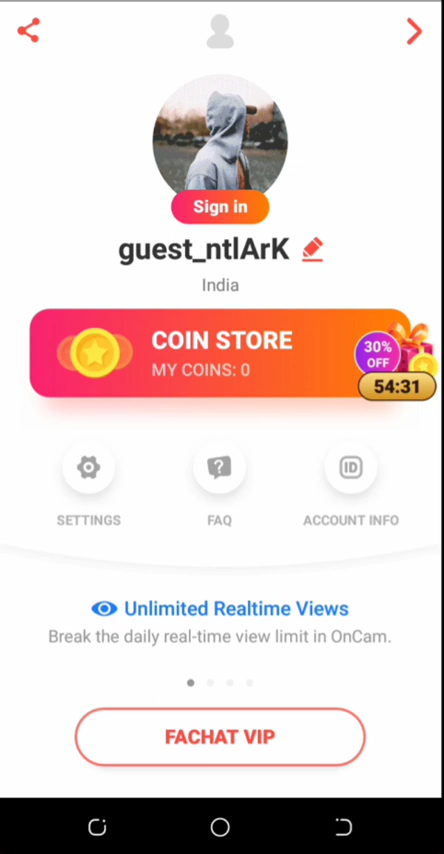 Sign in
guest_ntlArK
India
COIN STORE
MY COINS: 0
30%
OFF
54:31
?
ID
SETTINGS
FAQ
ACCOUNT INFO
Unlimited Realtime Views
Break the daily real-time view limit in OnCam.
FACHAT VIP